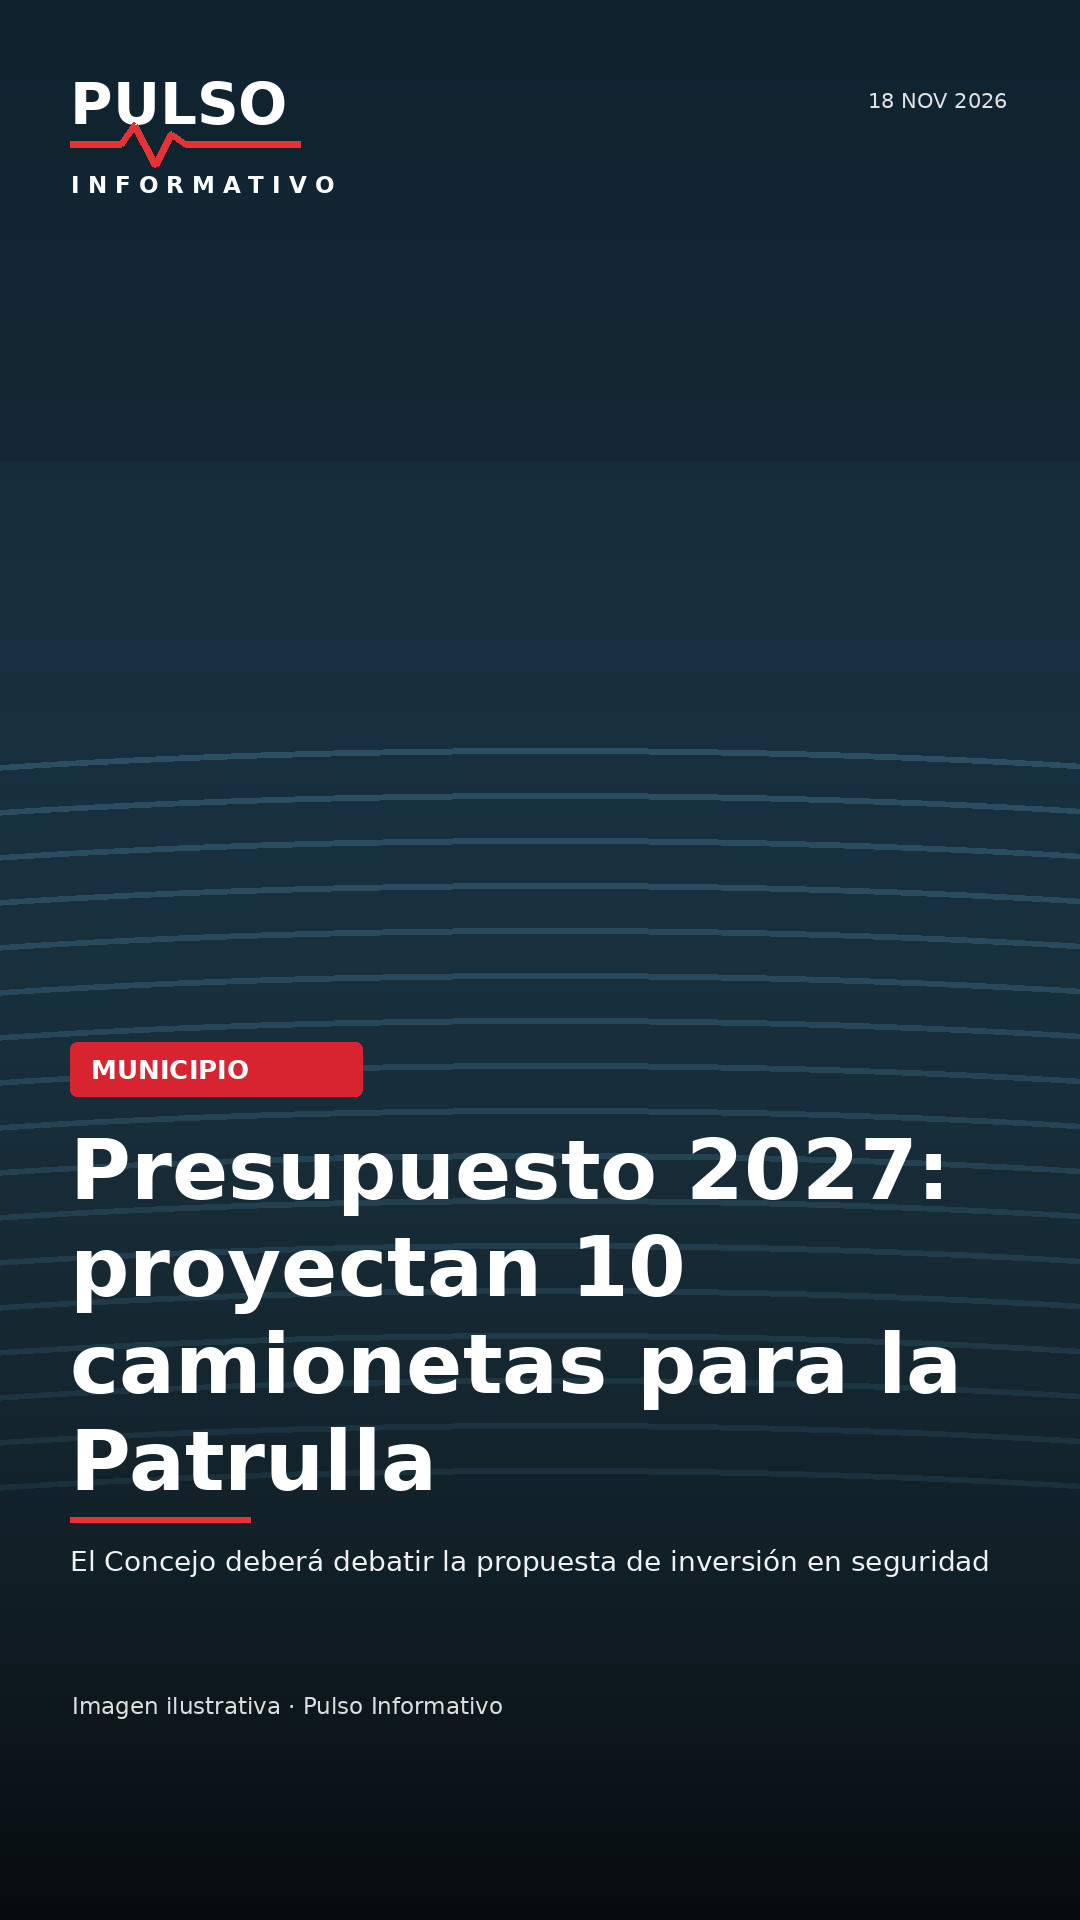 PULSO
INFORMATIVO
18 NOV 2026
MUNICIPIO
Presupuesto 2027:
proyectan 10
camionetas para la
Patrulla
El Concejo deberá debatir la propuesta de inversión en seguridad
Imagen ilustrativa · Pulso Informativo